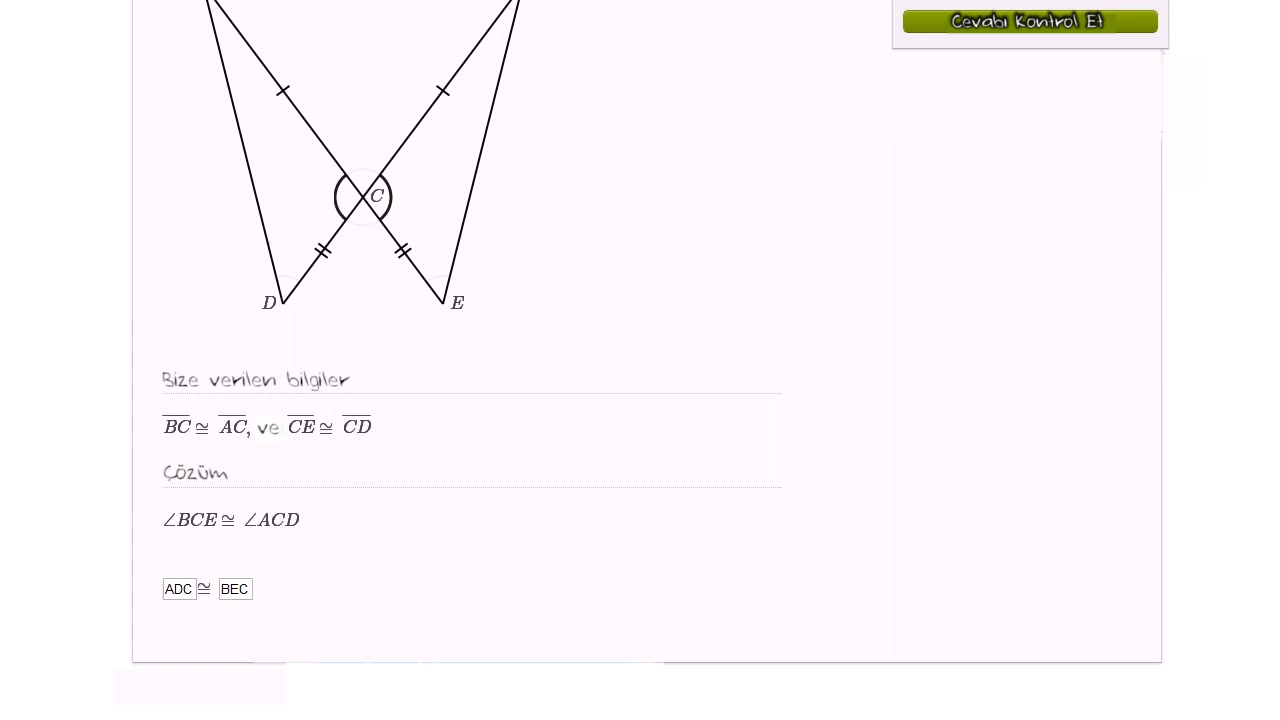 Cevabı Kontrol Et
C
D
E
Bize verilen bilgiler
BC ≅ AC, ve CE ≅ CD
Çözüm
∠BCE ≅ ∠ACD
ADC ≅ BEC